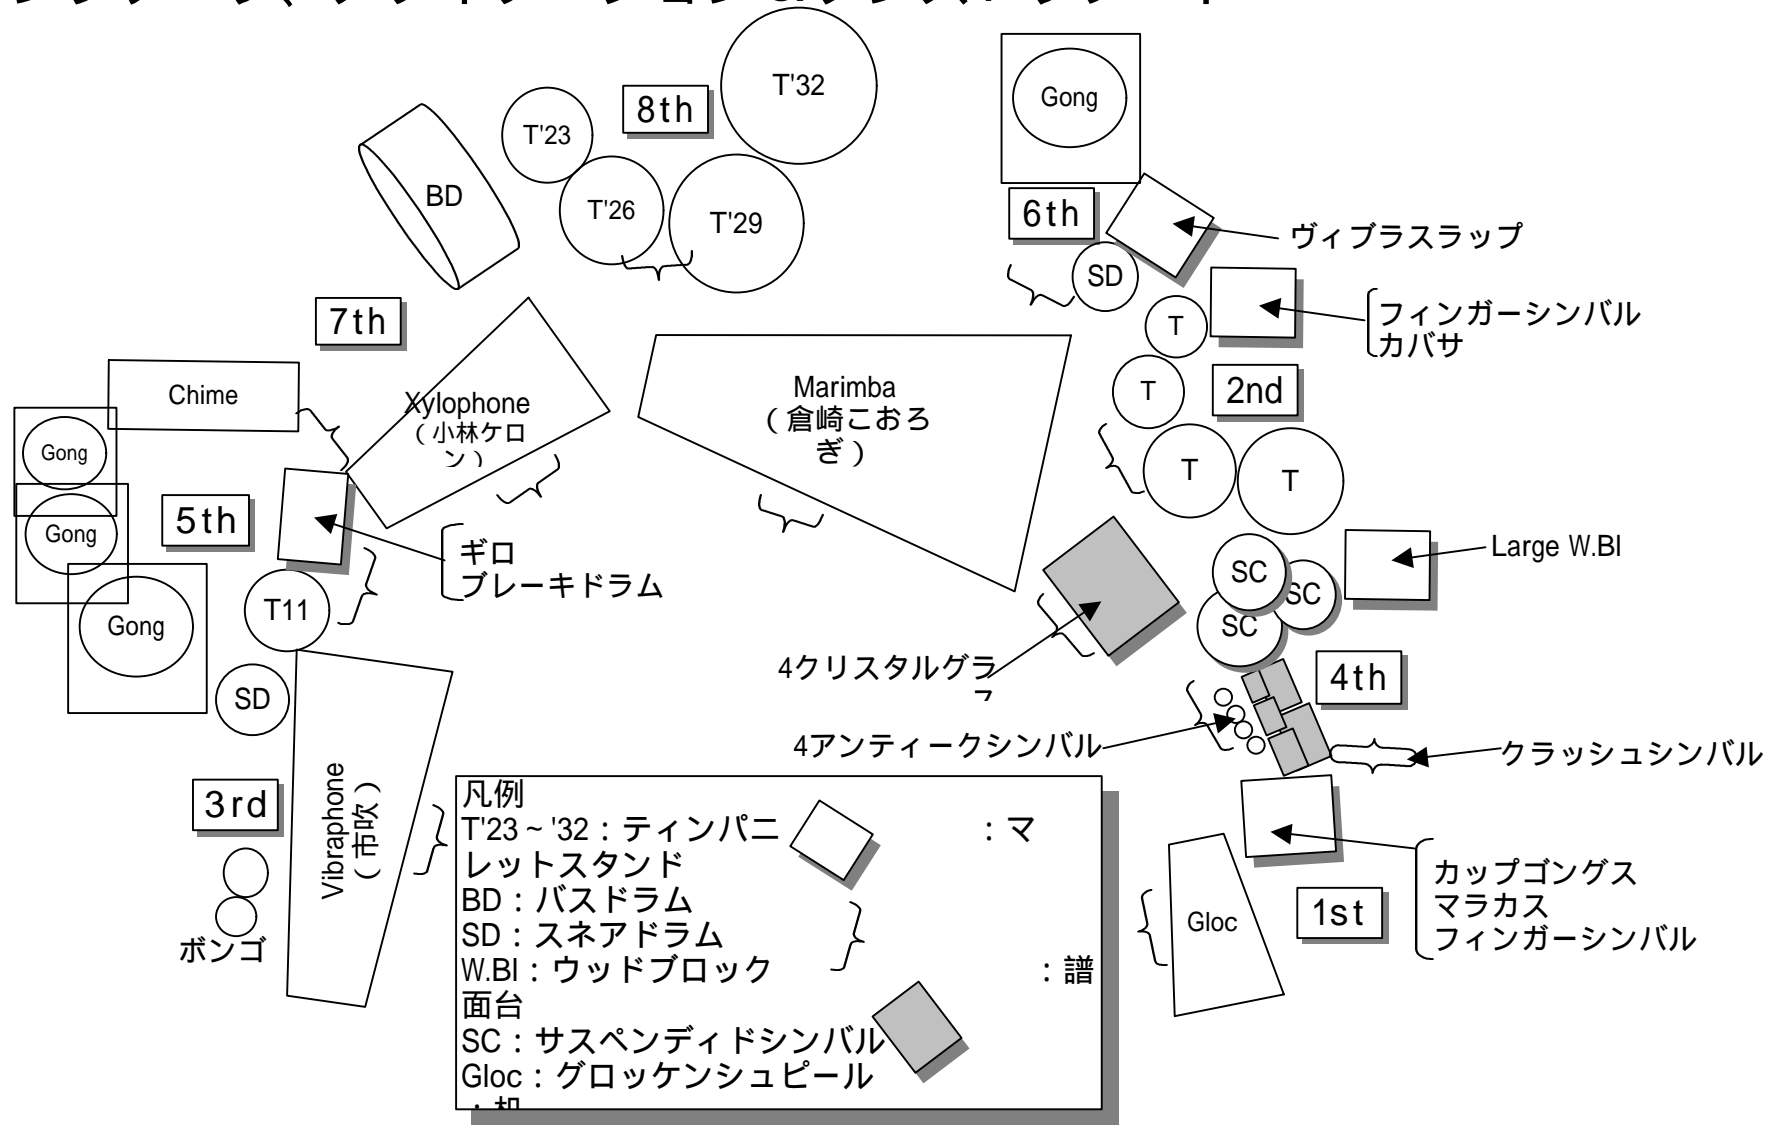 T'32
Gong
8th
T'23
BD
T'26
T'29
6th
ヴィブラスラップ
SD
7th
T
フィンガーシンバル
カバサ
Chime
Xylophone
(小林ケロ
ン)
Marimba
(倉崎こおろ
ぎ)
T
2nd
Gong
T
T
5th
Gong
ギロ
ブレーキドラム
Large W.Bl
SC
SC
SC
T11
Gong
4クリスタルグラ
4th
SD
4アンティークシンバル
クラッシュシンバル
3rd
Vibraphone
(市吹)
ボンゴ
カップゴングス
マラカス
フィンガーシンバル
1st
Gloc
凡例
T'23~'32:ティンパニ :マ
レットスタンド
BD:バスドラム
SD:スネアドラム
W.Bl:ウッドブロック :譜
面台
SC:サスペンディドシンバル
Gloc:グロッケンシュピール